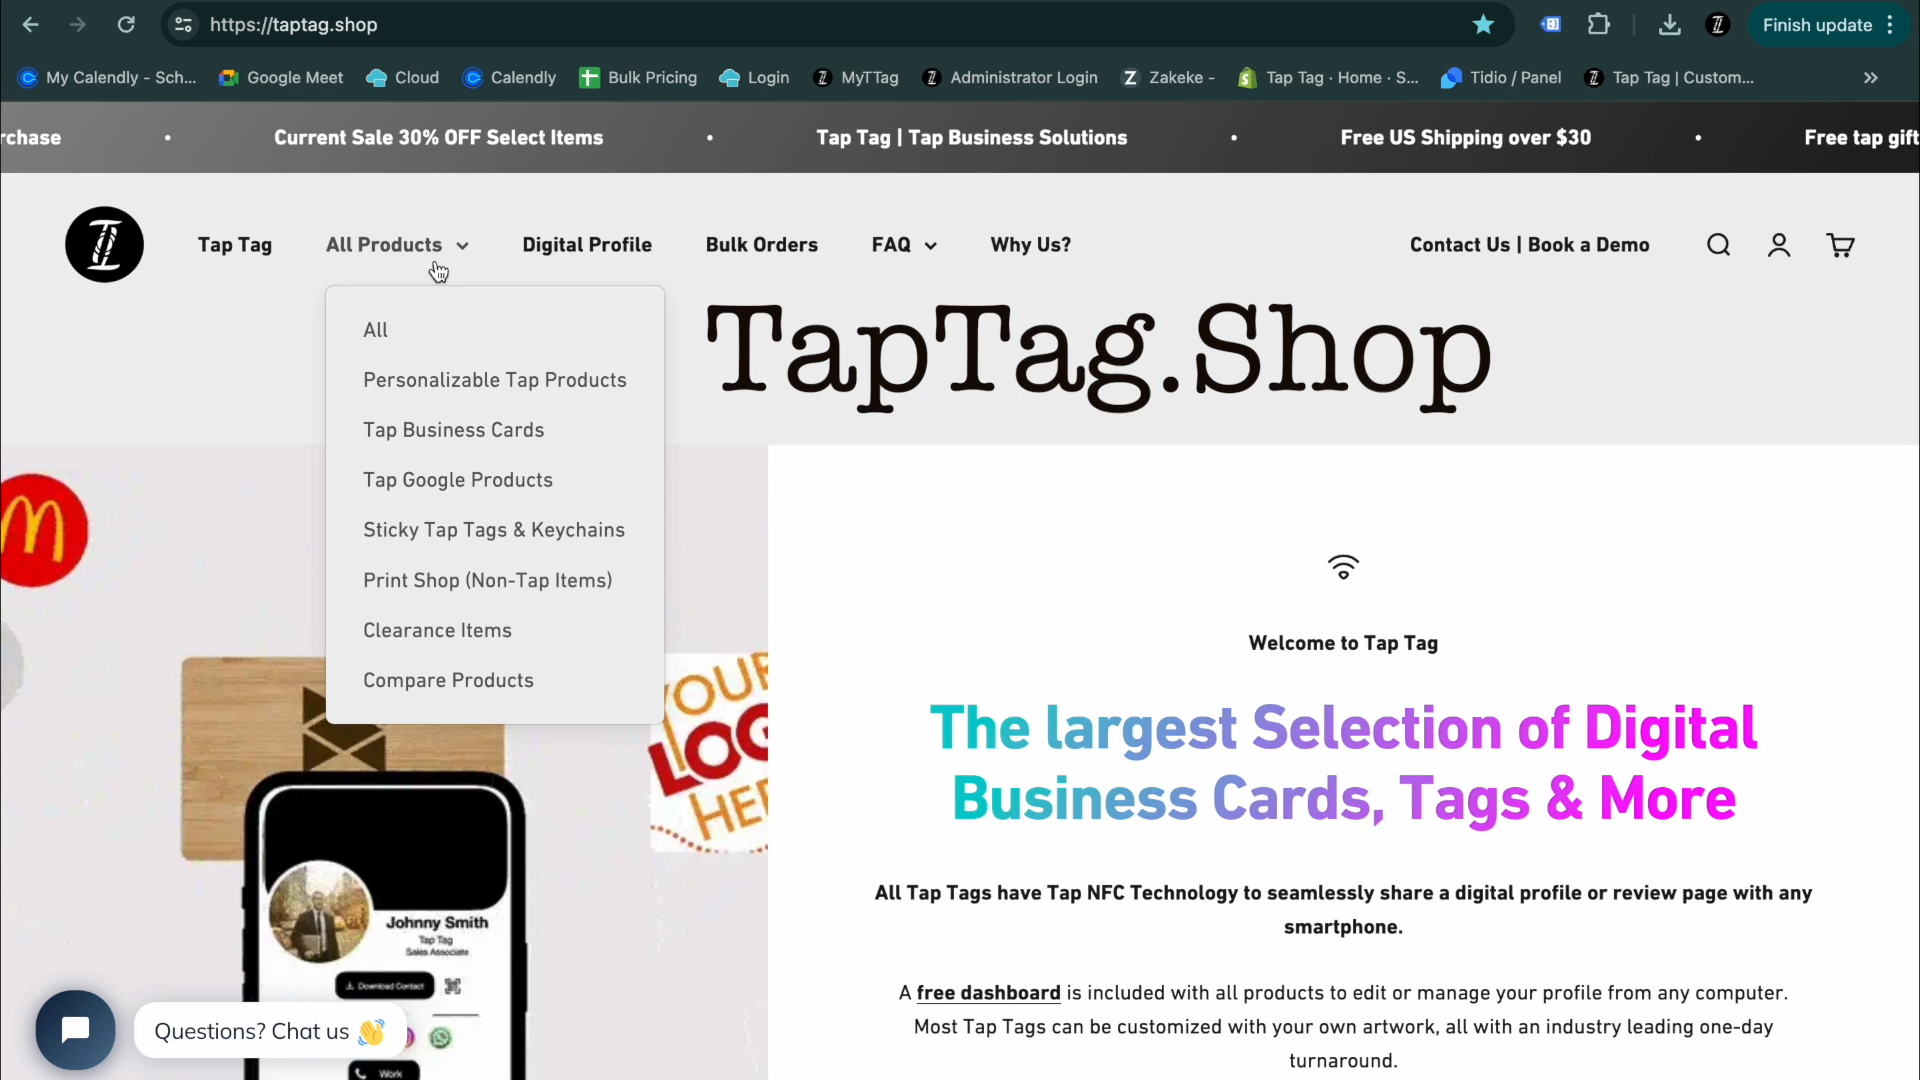 https://taptag.shop
Finish update
My Calendly - Sch...
Google Meet
Cloud
Calendly
Bulk Pricing
Login
MyTTag
Administrator Login
Zakeke -
Tap Tag · Home · S...
Tidio / Panel
Tap Tag | Custom...
rchase • Current Sale 30% OFF Select Items • Tap Tag | Tap Business Solutions • Free US Shipping over $30 • Free tap gift
Tap Tag
All Products
Digital Profile
Bulk Orders
FAQ
Why Us?
Contact Us | Book a Demo
TapTag.Shop
All
Personalizable Tap Products
Tap Business Cards
Tap Google Products
Sticky Tap Tags & Keychains
Print Shop (Non-Tap Items)
Clearance Items
Compare Products
YOUR
LOGO
HERE
Johnny Smith
Tap Tag
Sales Associate
Download Contact
Work
Questions? Chat us 👋
Welcome to Tap Tag
The largest Selection of Digital
Business Cards, Tags & More
All Tap Tags have Tap NFC Technology to seamlessly share a digital profile or review page with any
smartphone.
A free dashboard is included with all products to edit or manage your profile from any computer.
Most Tap Tags can be customized with your own artwork, all with an industry leading one-day
turnaround.